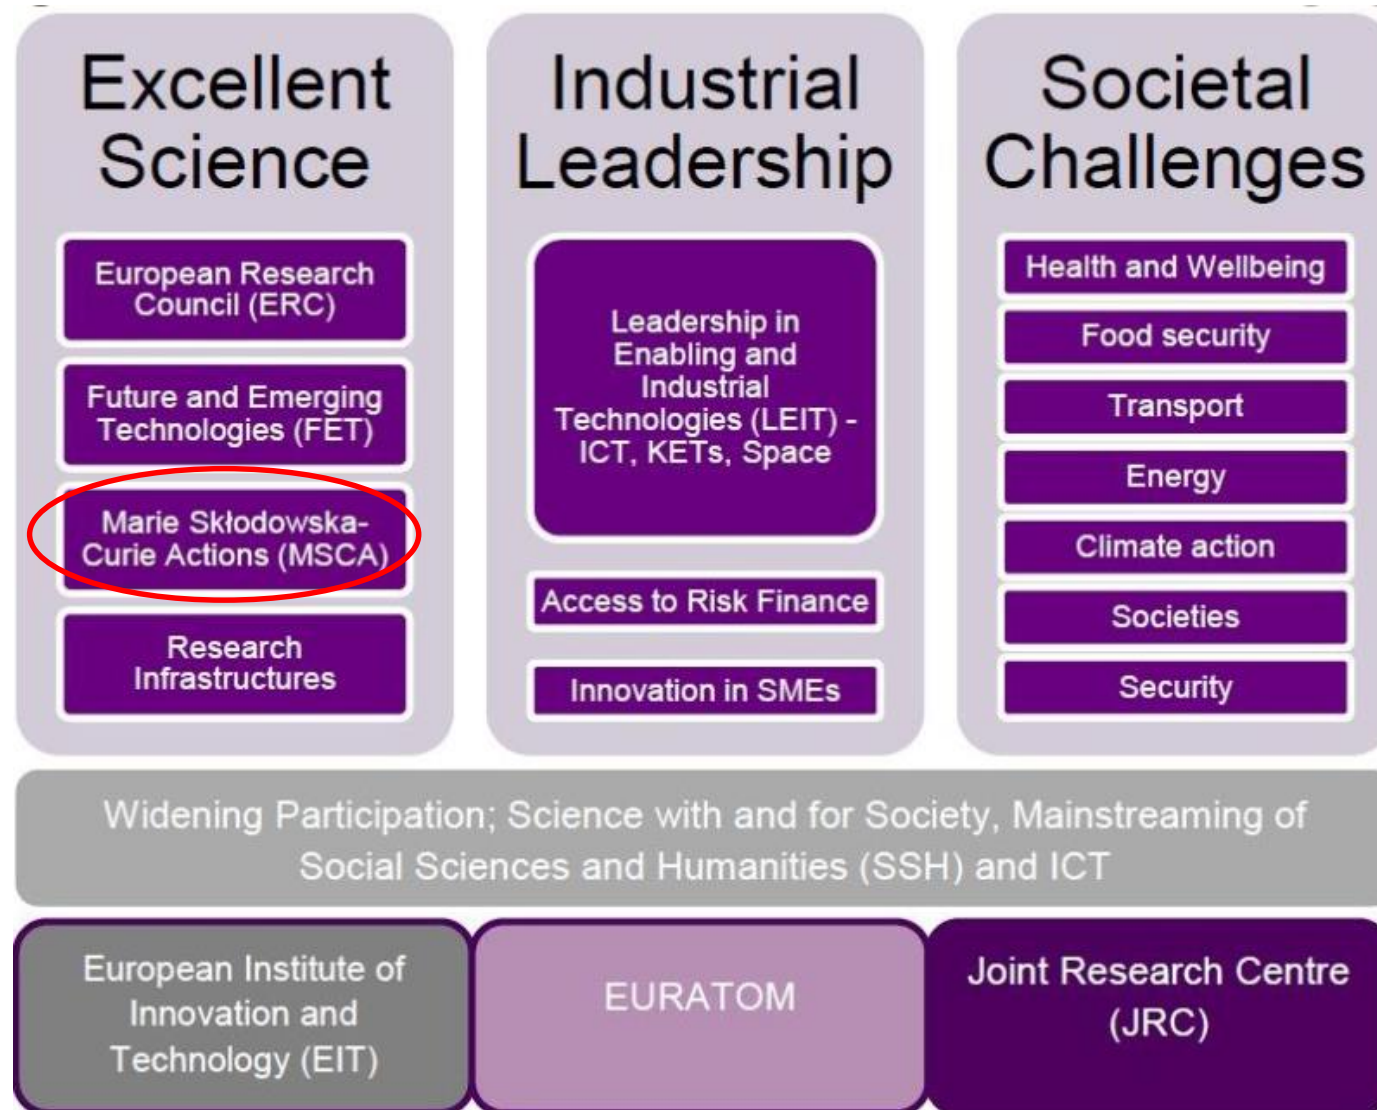 Excellent
Science
European Research
Council (ERC)
Future and Emerging
Technologies (FET)
Marie Skłodowska-
Curie Actions (MSCA)
Research
Infrastructures
Industrial
Leadership
Leadership in
Enabling and
Industrial
Technologies (LEIT) -
ICT, KETs, Space
Access to Risk Finance
Innovation in SMEs
Societal
Challenges
Health and Wellbeing
Food security
Transport
Energy
Climate action
Societies
Security
Widening Participation; Science with and for Society, Mainstreaming of
Social Sciences and Humanities (SSH) and ICT
European Institute of
Innovation and
Technology (EIT)
EURATOM
Joint Research Centre
(JRC)